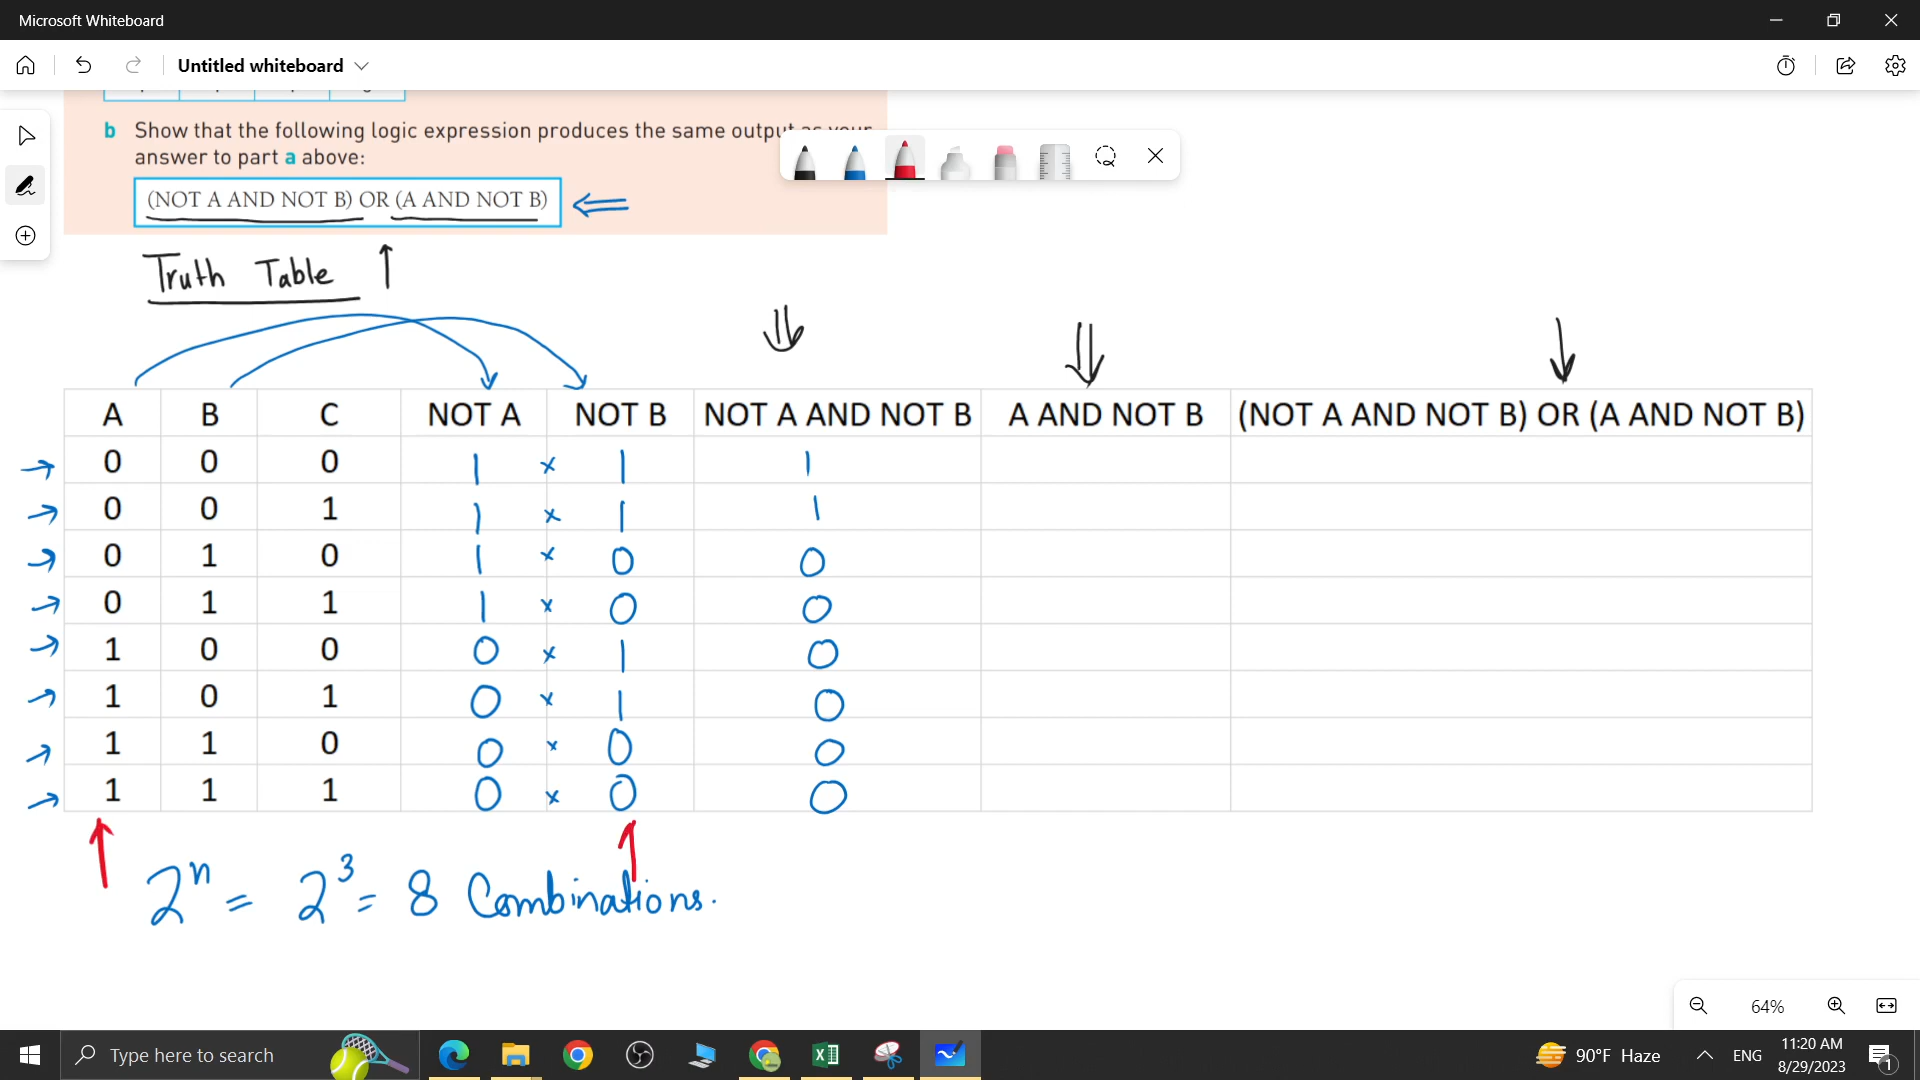 Microsoft Whiteboard
Untitled whiteboard
b Show that the following logic expression produces the same output as your
answer to part a above:
(NOT A AND NOT B) OR (A AND NOT B)
Truth Table
A B C NOT A NOT B NOT A AND NOT B A AND NOT B (NOT A AND NOT B) OR (A AND NOT B)
0 0 0 1 × 1 1
0 0 1 1 × 1 1
0 1 0 1 × 0 0
0 1 1 1 × 0 0
1 0 0 0 × 1 0
1 0 1 0 × 1 0
1 1 0 0 × 0 0
1 1 1 0 × 0 0
2ⁿ = 2³ = 8 Combinations.
64%
Type here to search
90°F Haze
ENG
11:20 AM
8/29/2023
1